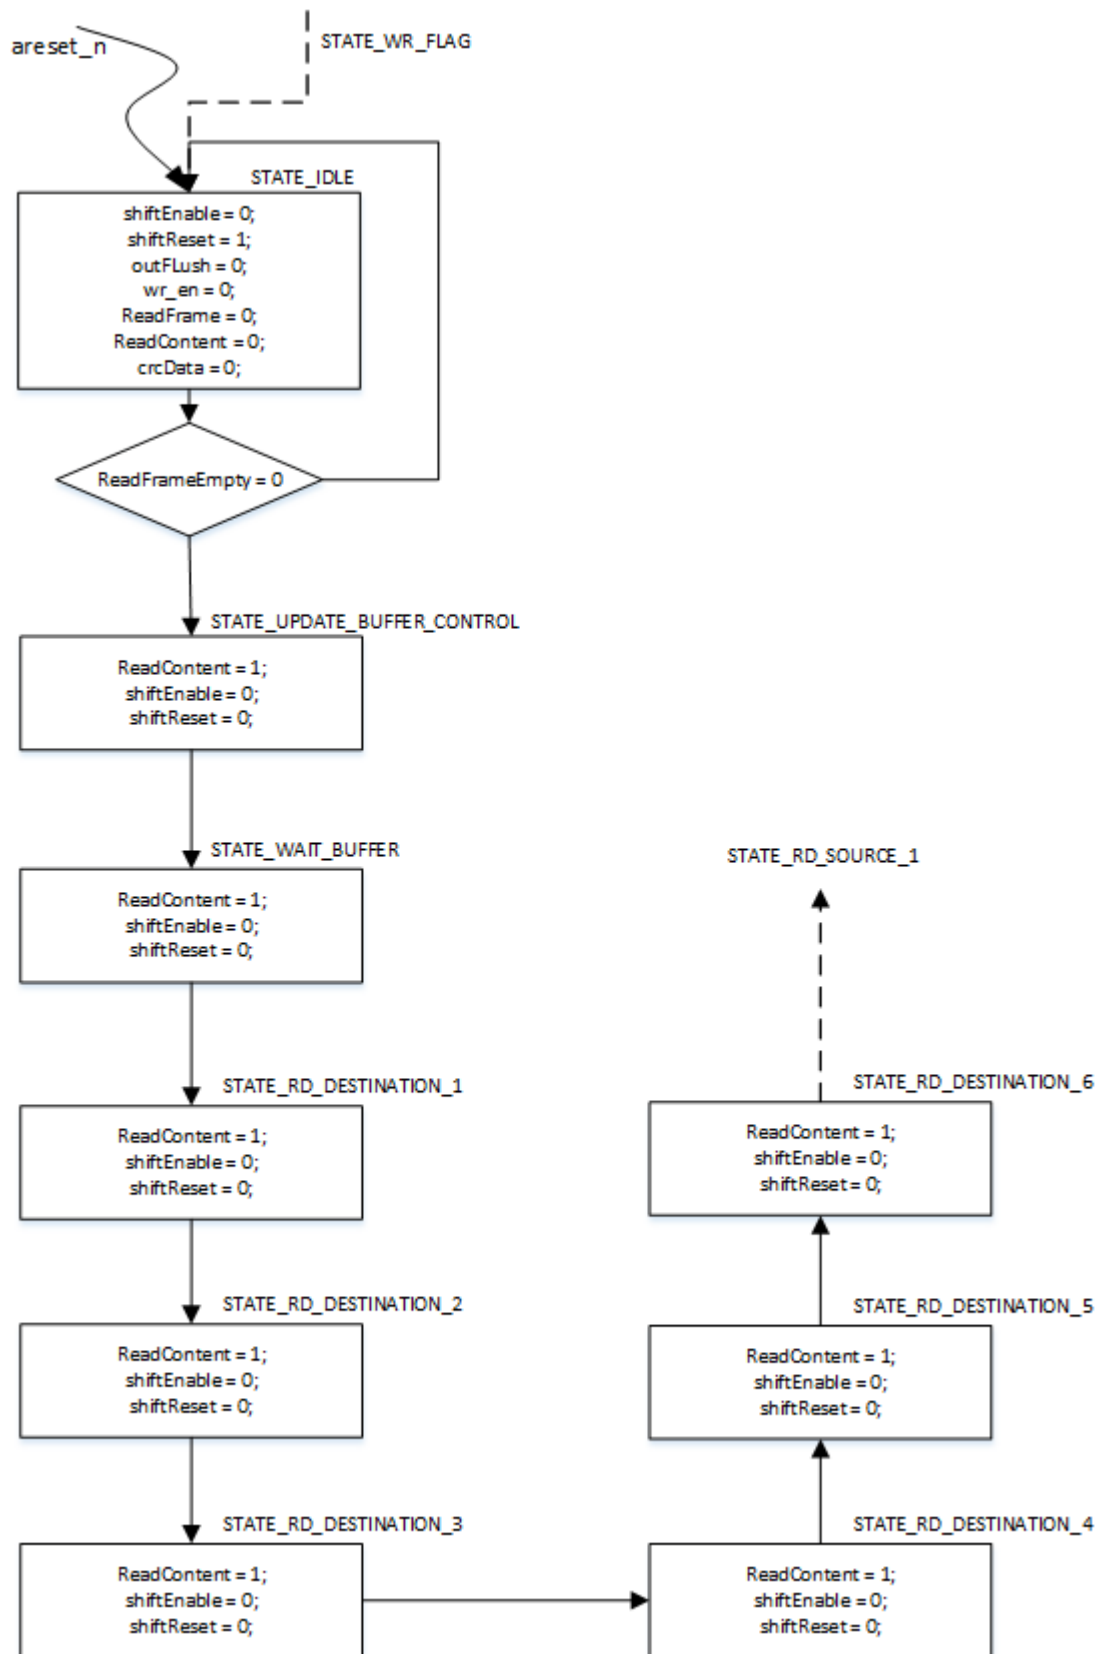 areset_n
STATE_WR_FLAG
STATE_IDLE
shiftEnable = 0;
shiftReset = 1;
outFLush = 0;
wr_en = 0;
ReadFrame = 0;
ReadContent = 0;
crcData = 0;
ReadFrameEmpty = 0
STATE_UPDATE_BUFFER_CONTROL
ReadContent = 1;
shiftEnable = 0;
shiftReset = 0;
STATE_WAIT_BUFFER
ReadContent = 1;
shiftEnable = 0;
shiftReset = 0;
STATE_RD_DESTINATION_1
ReadContent = 1;
shiftEnable = 0;
shiftReset = 0;
STATE_RD_DESTINATION_2
ReadContent = 1;
shiftEnable = 0;
shiftReset = 0;
STATE_RD_DESTINATION_3
ReadContent = 1;
shiftEnable = 0;
shiftReset = 0;
STATE_RD_DESTINATION_4
ReadContent = 1;
shiftEnable = 0;
shiftReset = 0;
STATE_RD_DESTINATION_5
ReadContent = 1;
shiftEnable = 0;
shiftReset = 0;
STATE_RD_DESTINATION_6
ReadContent = 1;
shiftEnable = 0;
shiftReset = 0;
STATE_RD_SOURCE_1